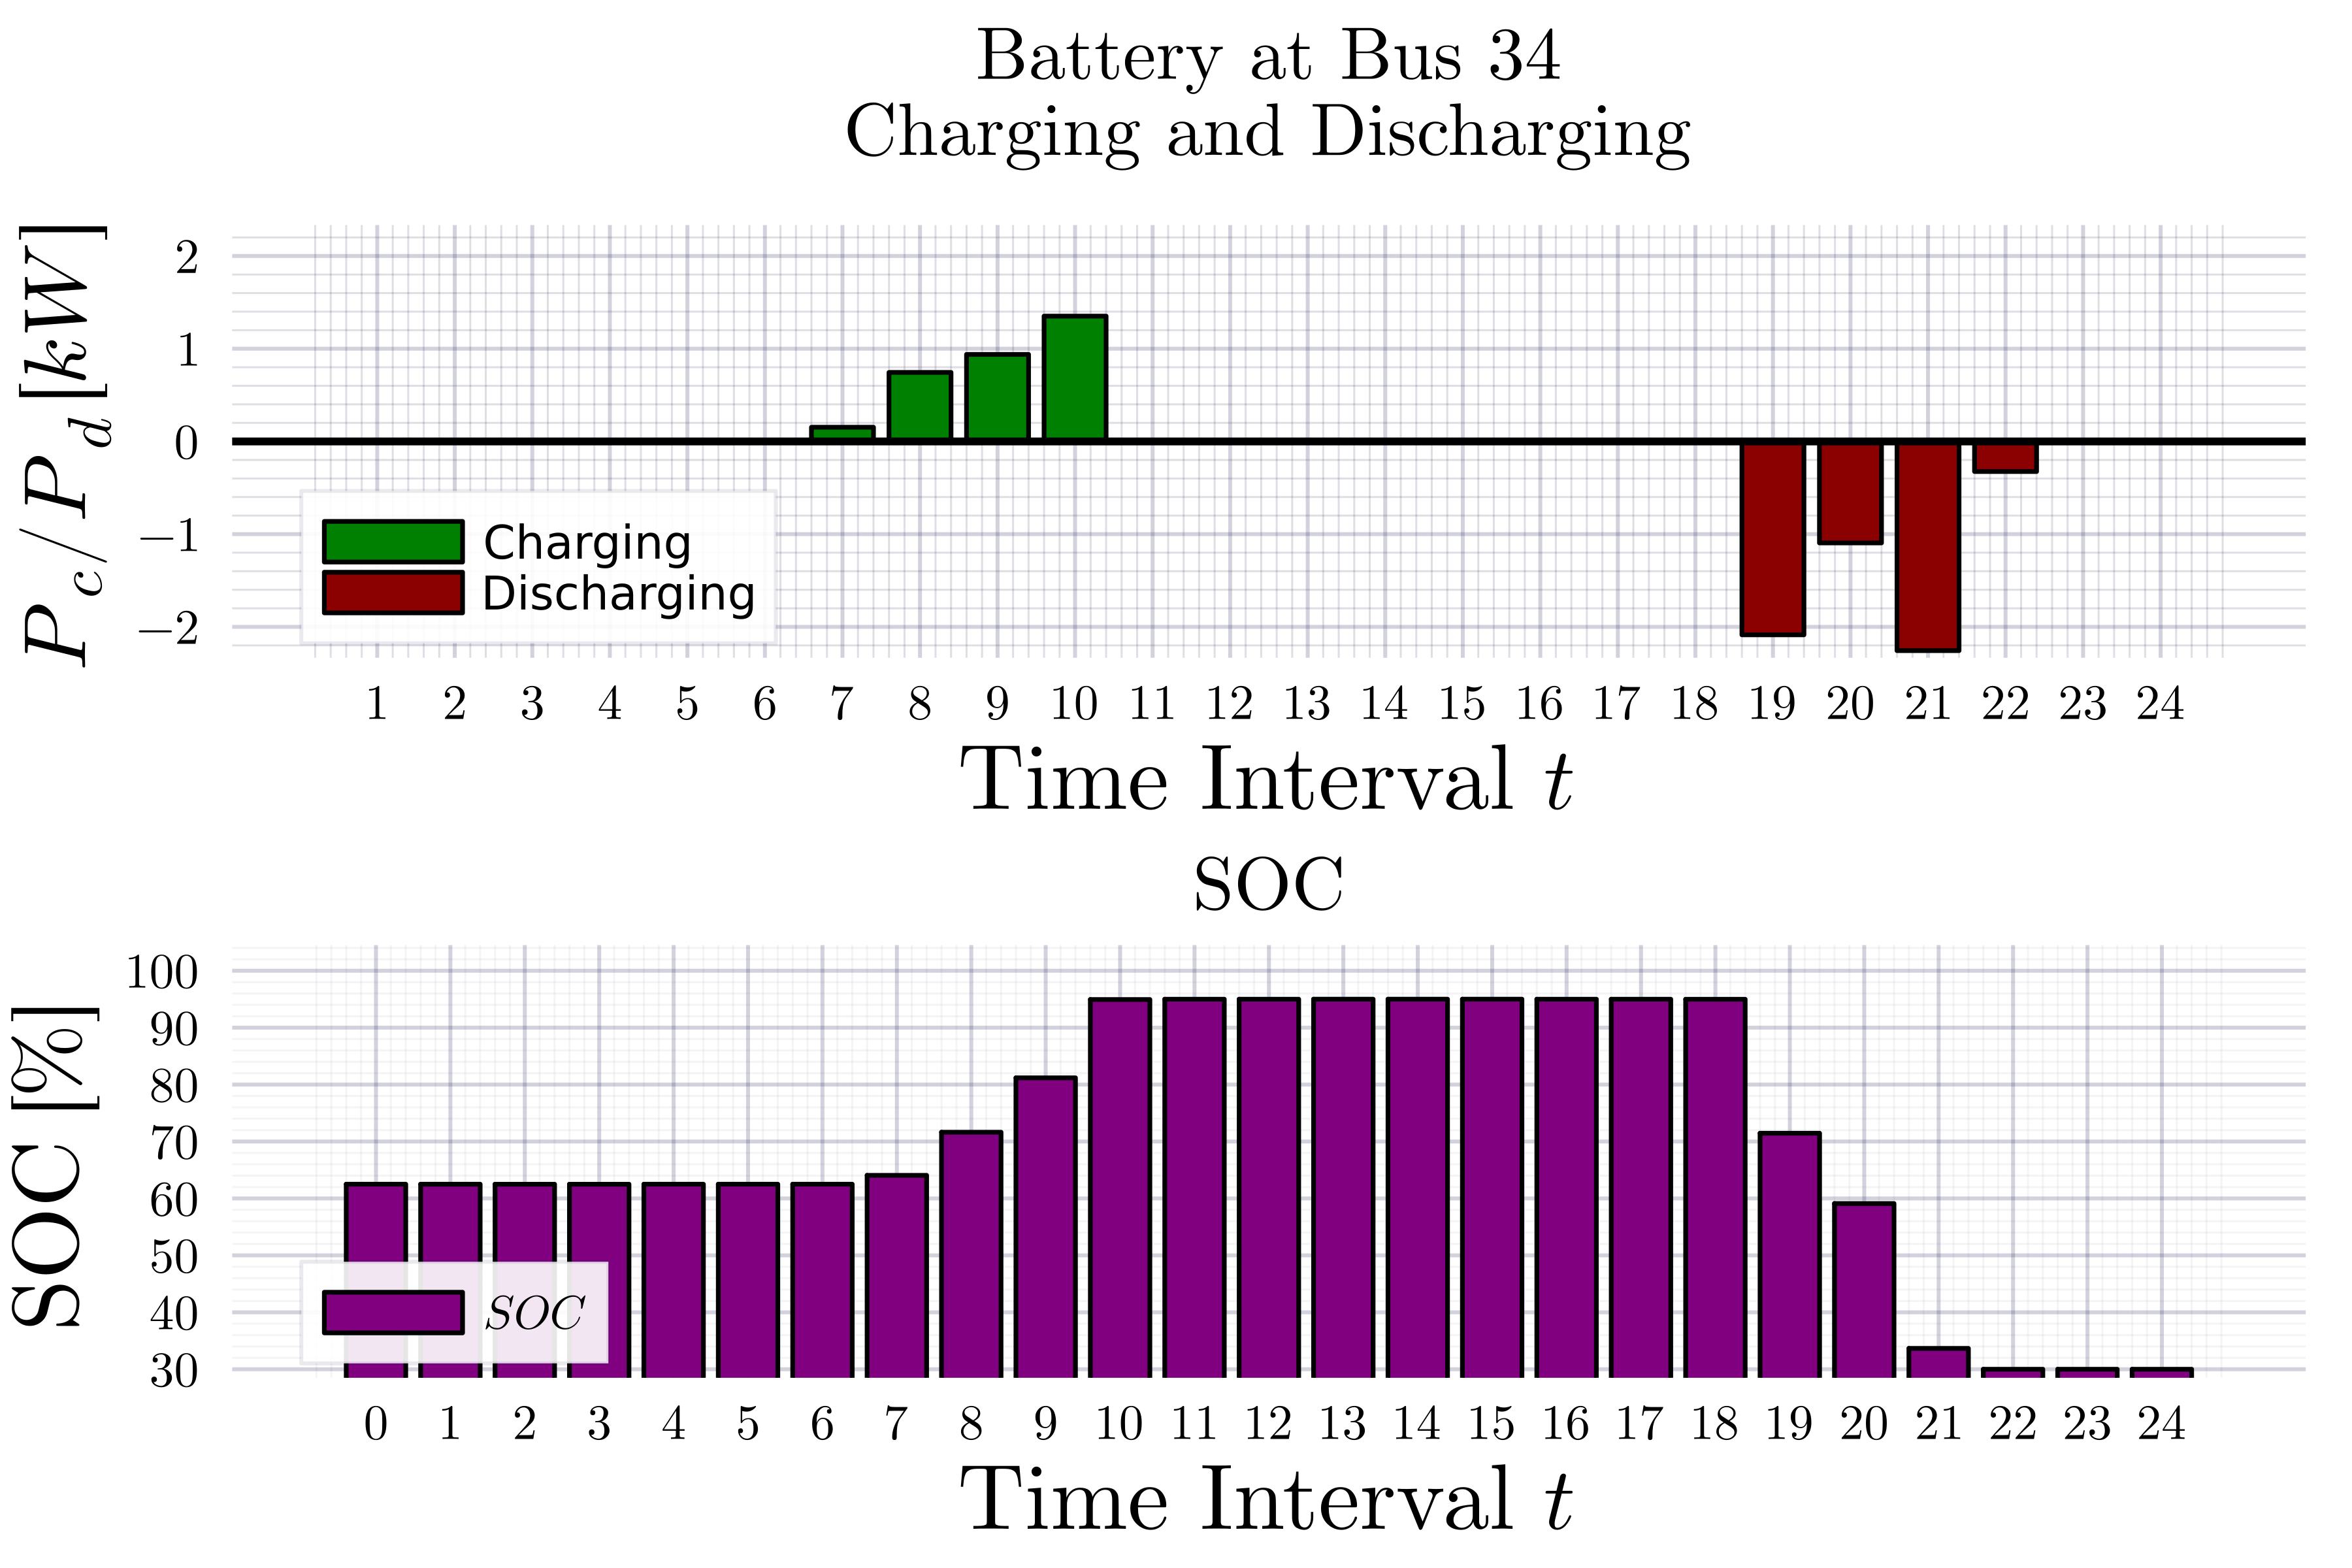 Battery at Bus 34
Charging and Discharging
P_c/P_d [kW]
2
1
0
−1
−2
Charging
Discharging
1 2 3 4 5 6 7 8 9 10 11 12 13 14 15 16 17 18 19 20 21 22 23 24
Time Interval t
SOC
SOC [%]
100
90
80
70
60
50
40
30
SOC
0 1 2 3 4 5 6 7 8 9 10 11 12 13 14 15 16 17 18 19 20 21 22 23 24
Time Interval t